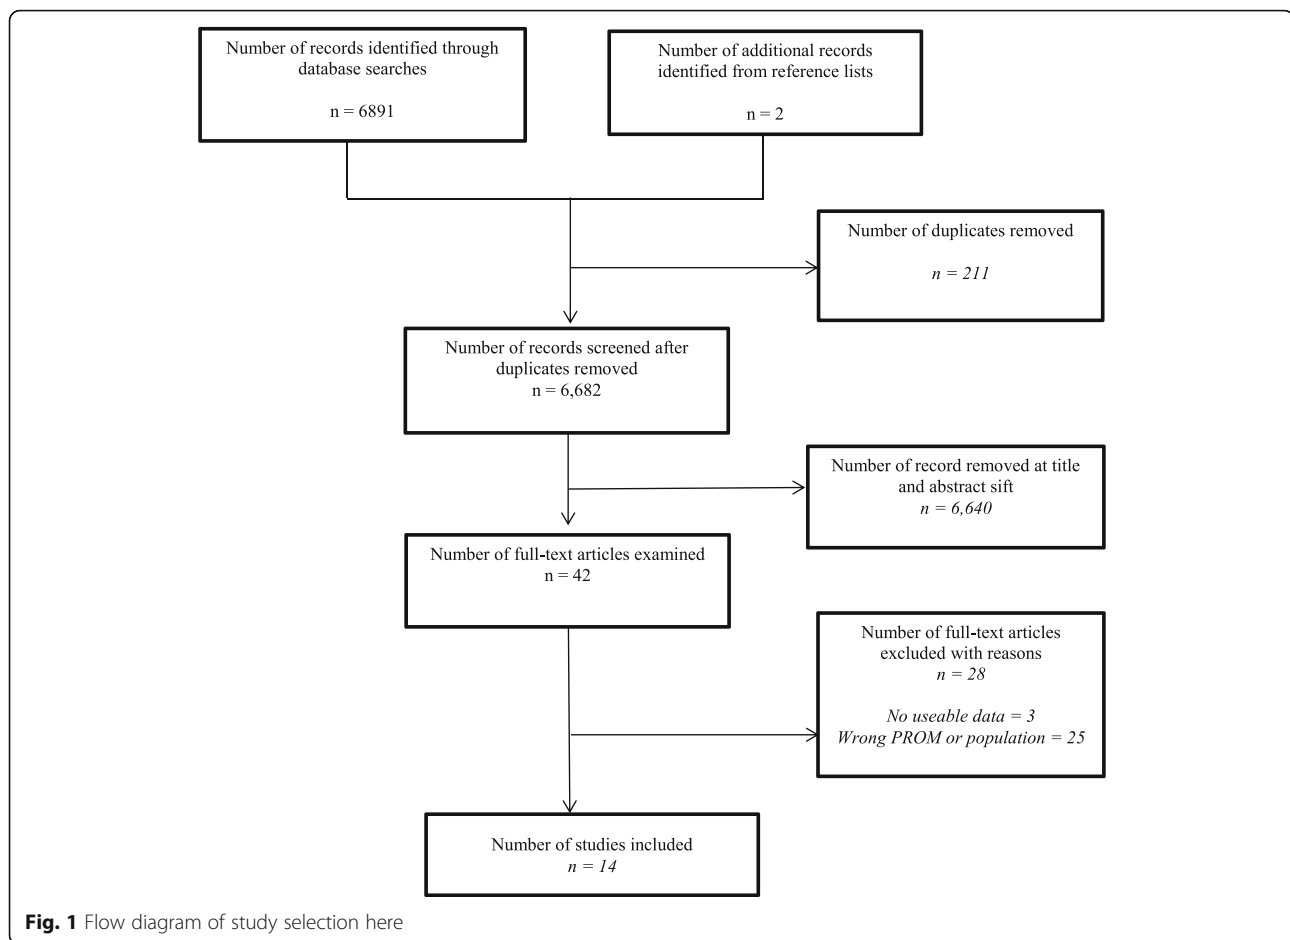 Number of records identified through
database searches
n = 6891
Number of additional records
identified from reference lists
n = 2
Number of duplicates removed
n = 211
Number of records screened after
duplicates removed
n = 6,682
Number of record removed at title
and abstract sift
n = 6,640
Number of full-text articles examined
n = 42
Number of full-text articles
excluded with reasons
n = 28
No useable data = 3
Wrong PROM or population = 25
Number of studies included
n = 14
Fig. 1 Flow diagram of study selection here